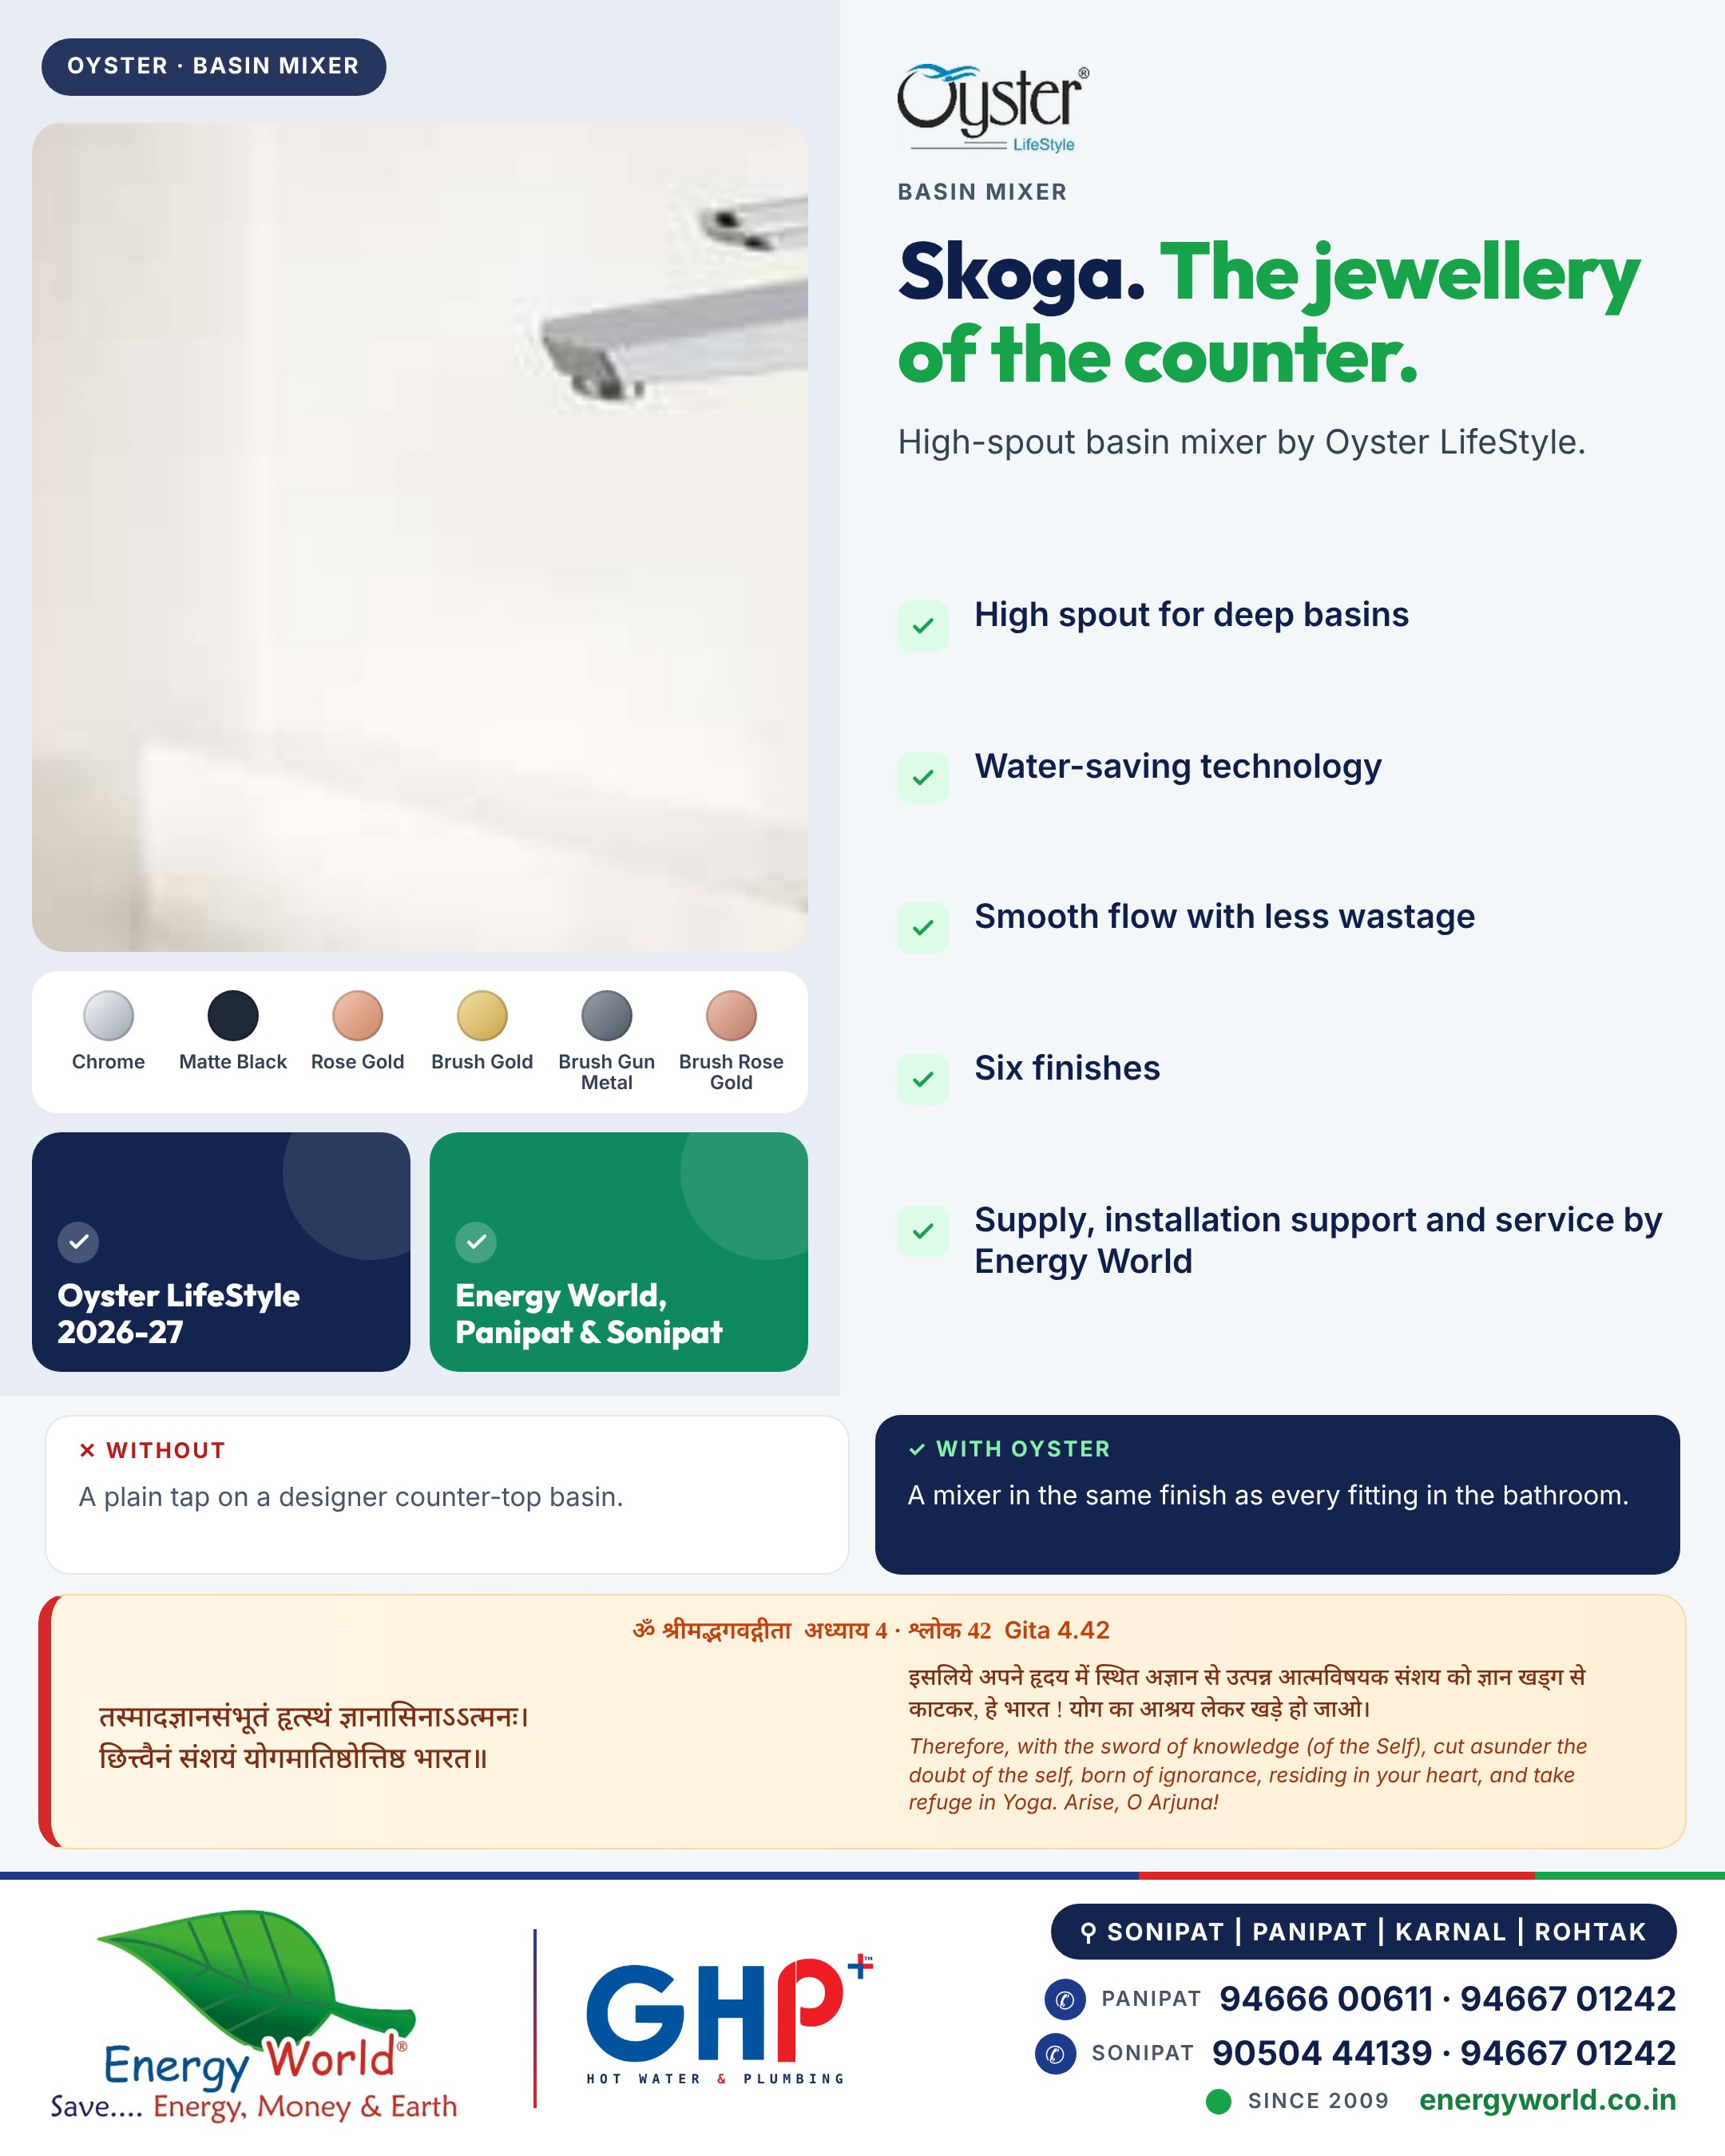 OYSTER · BASIN MIXER
Oyster®
LifeStyle
BASIN MIXER
Skoga. The jewellery
of the counter.
High-spout basin mixer by Oyster LifeStyle.
High spout for deep basins
Water-saving technology
Smooth flow with less wastage
Six finishes
Supply, installation support and service by
Energy World
Chrome
Matte Black
Rose Gold
Brush Gold
Brush Gun
Metal
Brush Rose
Gold
Oyster LifeStyle
2026-27
Energy World,
Panipat & Sonipat
✕ WITHOUT
A plain tap on a designer counter-top basin.
✓ WITH OYSTER
A mixer in the same finish as every fitting in the bathroom.
ॐ श्रीमद्भगवद्गीता अध्याय 4 · श्लोक 42 Gita 4.42
तस्मादज्ञानसंभूतं हृत्स्थं ज्ञानासिनाऽऽत्मनः।
छित्त्वैनं संशयं योगमातिष्ठोत्तिष्ठ भारत॥
इसलिये अपने हृदय में स्थित अज्ञान से उत्पन्न आत्मविषयक संशय को ज्ञान खड्ग से
काटकर, हे भारत ! योग का आश्रय लेकर खड़े हो जाओ।
Therefore, with the sword of knowledge (of the Self), cut asunder the
doubt of the self, born of ignorance, residing in your heart, and take
refuge in Yoga. Arise, O Arjuna!
Energy World®
Save.... Energy, Money & Earth
GHP+™
HOT WATER & PLUMBING
SONIPAT | PANIPAT | KARNAL | ROHTAK
PANIPAT 94666 00611 · 94667 01242
SONIPAT 90504 44139 · 94667 01242
SINCE 2009 energyworld.co.in